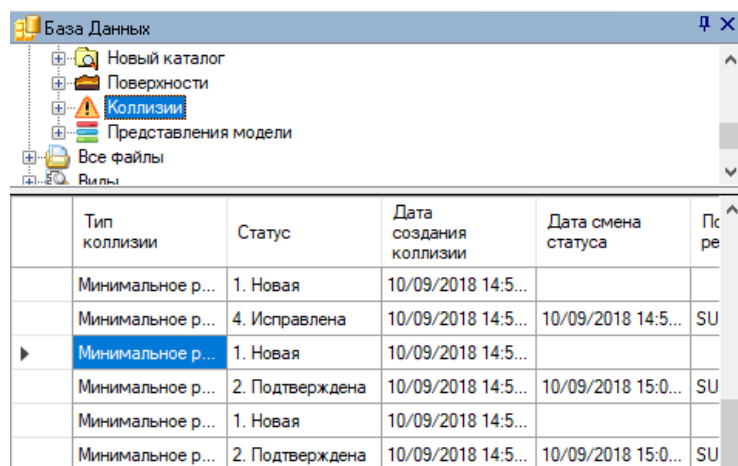 База Данных
Новый каталог
Поверхности
Коллизии
Представления модели
Все файлы
Виды
Тип коллизии Статус Дата создания коллизии Дата смена статуса По ре
Минимальное р... 1. Новая 10/09/2018 14:5...
Минимальное р... 4. Исправлена 10/09/2018 14:5... 10/09/2018 14:5... SU
Минимальное р... 1. Новая 10/09/2018 14:5...
Минимальное р... 2. Подтверждена 10/09/2018 14:5... 10/09/2018 15:0... SU
Минимальное р... 1. Новая 10/09/2018 14:5...
Минимальное р... 2. Подтверждена 10/09/2018 14:5... 10/09/2018 15:0... SU